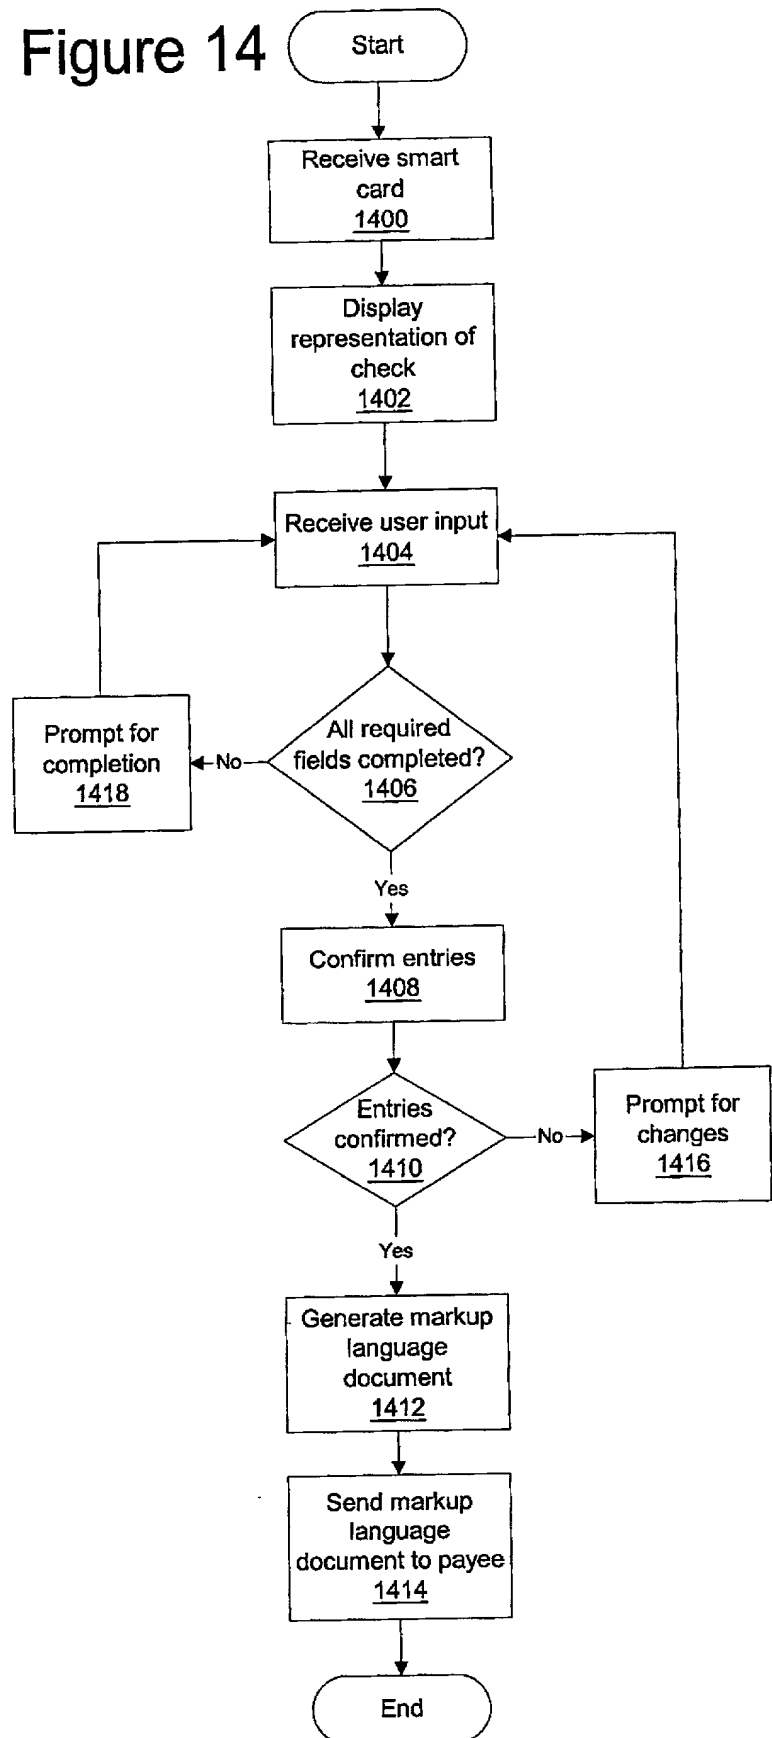 Figure 14
Start
Receive smart
card
1400
Display
representation of
check
1402
Receive user input
1404
All required
fields completed?
1406
No
Prompt for
completion
1418
Yes
Confirm entries
1408
Entries
confirmed?
1410
No
Prompt for
changes
1416
Yes
Generate markup
language
document
1412
Send markup
language
document to payee
1414
End